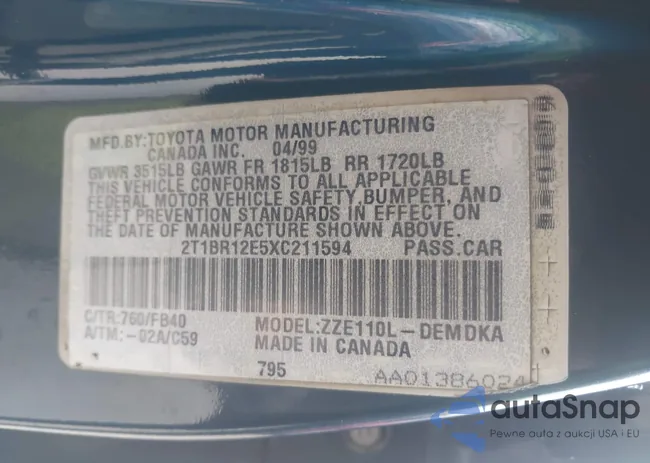 MFD.BY:TOYOTA MOTOR MANUFACTURING
CANADA INC. 04/99
GVWR 3515LB GAWR FR 1815LB RR 1720LB
THIS VEHICLE CONFORMS TO ALL APPLICABLE
FEDERAL MOTOR VEHICLE SAFETY,BUMPER, AND
THEFT PREVENTION STANDARDS IN EFFECT ON
THE DATE OF MANUFACTURE SHOWN ABOVE.
2T1BR12E5XC211594 PASS.CAR
C/TR:760/FB40 MODEL:ZZE110L-DEMDKA
A/TM:-02A/C59 MADE IN CANADA
795 AA01386024
autaSnap
Pewne auta z aukcji USA i EU